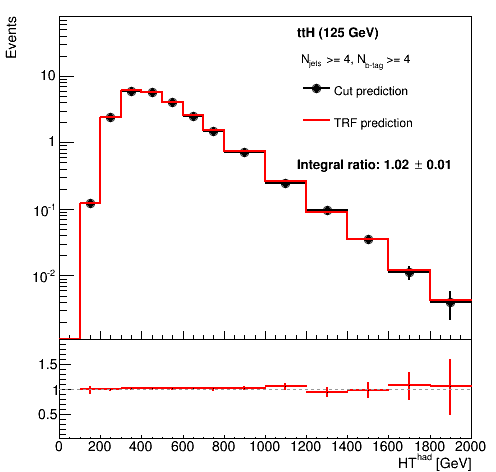 Events
ttH (125 GeV)
N_jets >= 4, N_b-tag >= 4
Cut prediction
TRF prediction
Integral ratio: 1.02 ± 0.01
10
1
10^-1
10^-2
1.5
1
0.5
0 200 400 600 800 1000 1200 1400 1600 1800 2000
HT^had [GeV]